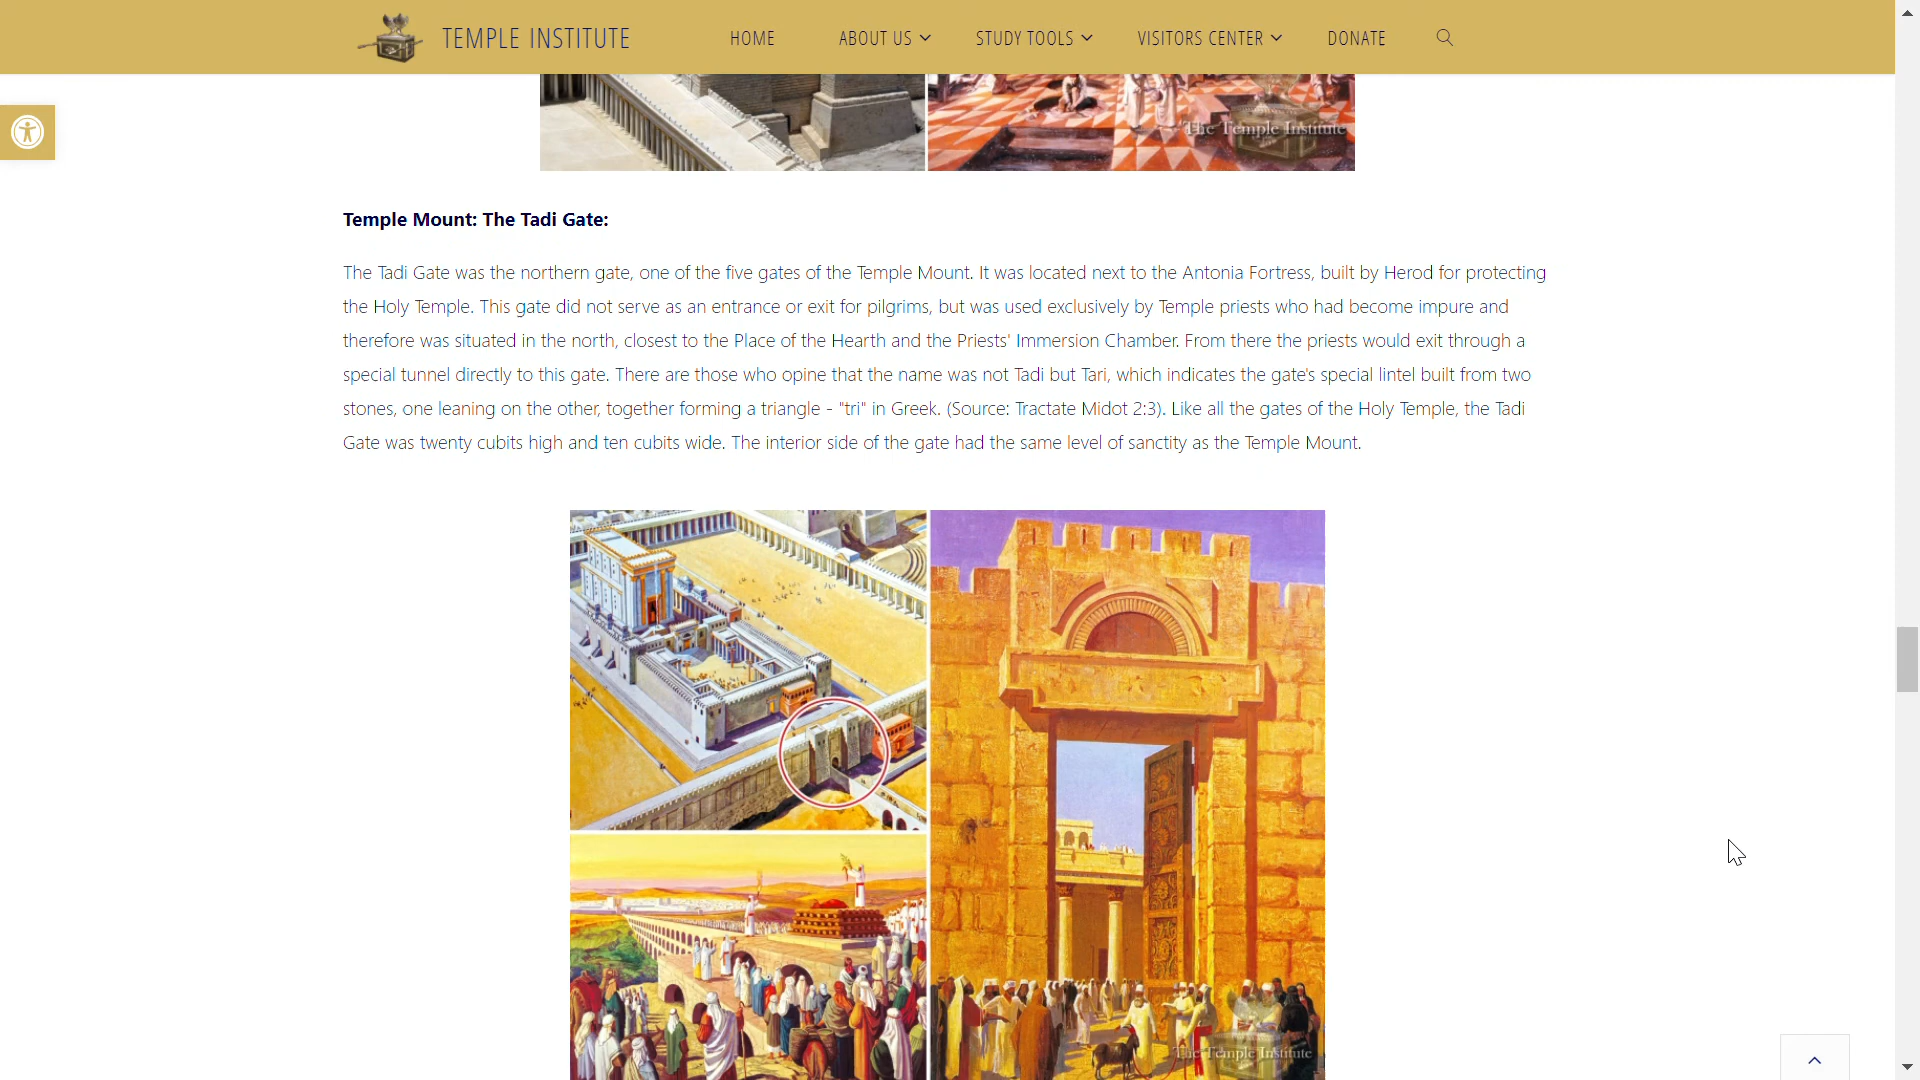 TEMPLE INSTITUTE
HOME
ABOUT US
STUDY TOOLS
VISITORS CENTER
DONATE
The Temple Institute
Temple Mount: The Tadi Gate:
The Tadi Gate was the northern gate, one of the five gates of the Temple Mount. It was located next to the Antonia Fortress, built by Herod for protecting
the Holy Temple. This gate did not serve as an entrance or exit for pilgrims, but was used exclusively by Temple priests who had become impure and
therefore was situated in the north, closest to the Place of the Hearth and the Priests' Immersion Chamber. From there the priests would exit through a
special tunnel directly to this gate. There are those who opine that the name was not Tadi but Tari, which indicates the gate's special lintel built from two
stones, one leaning on the other, together forming a triangle - "tri" in Greek. (Source: Tractate Midot 2:3). Like all the gates of the Holy Temple, the Tadi
Gate was twenty cubits high and ten cubits wide. The interior side of the gate had the same level of sanctity as the Temple Mount.
The Temple Institute